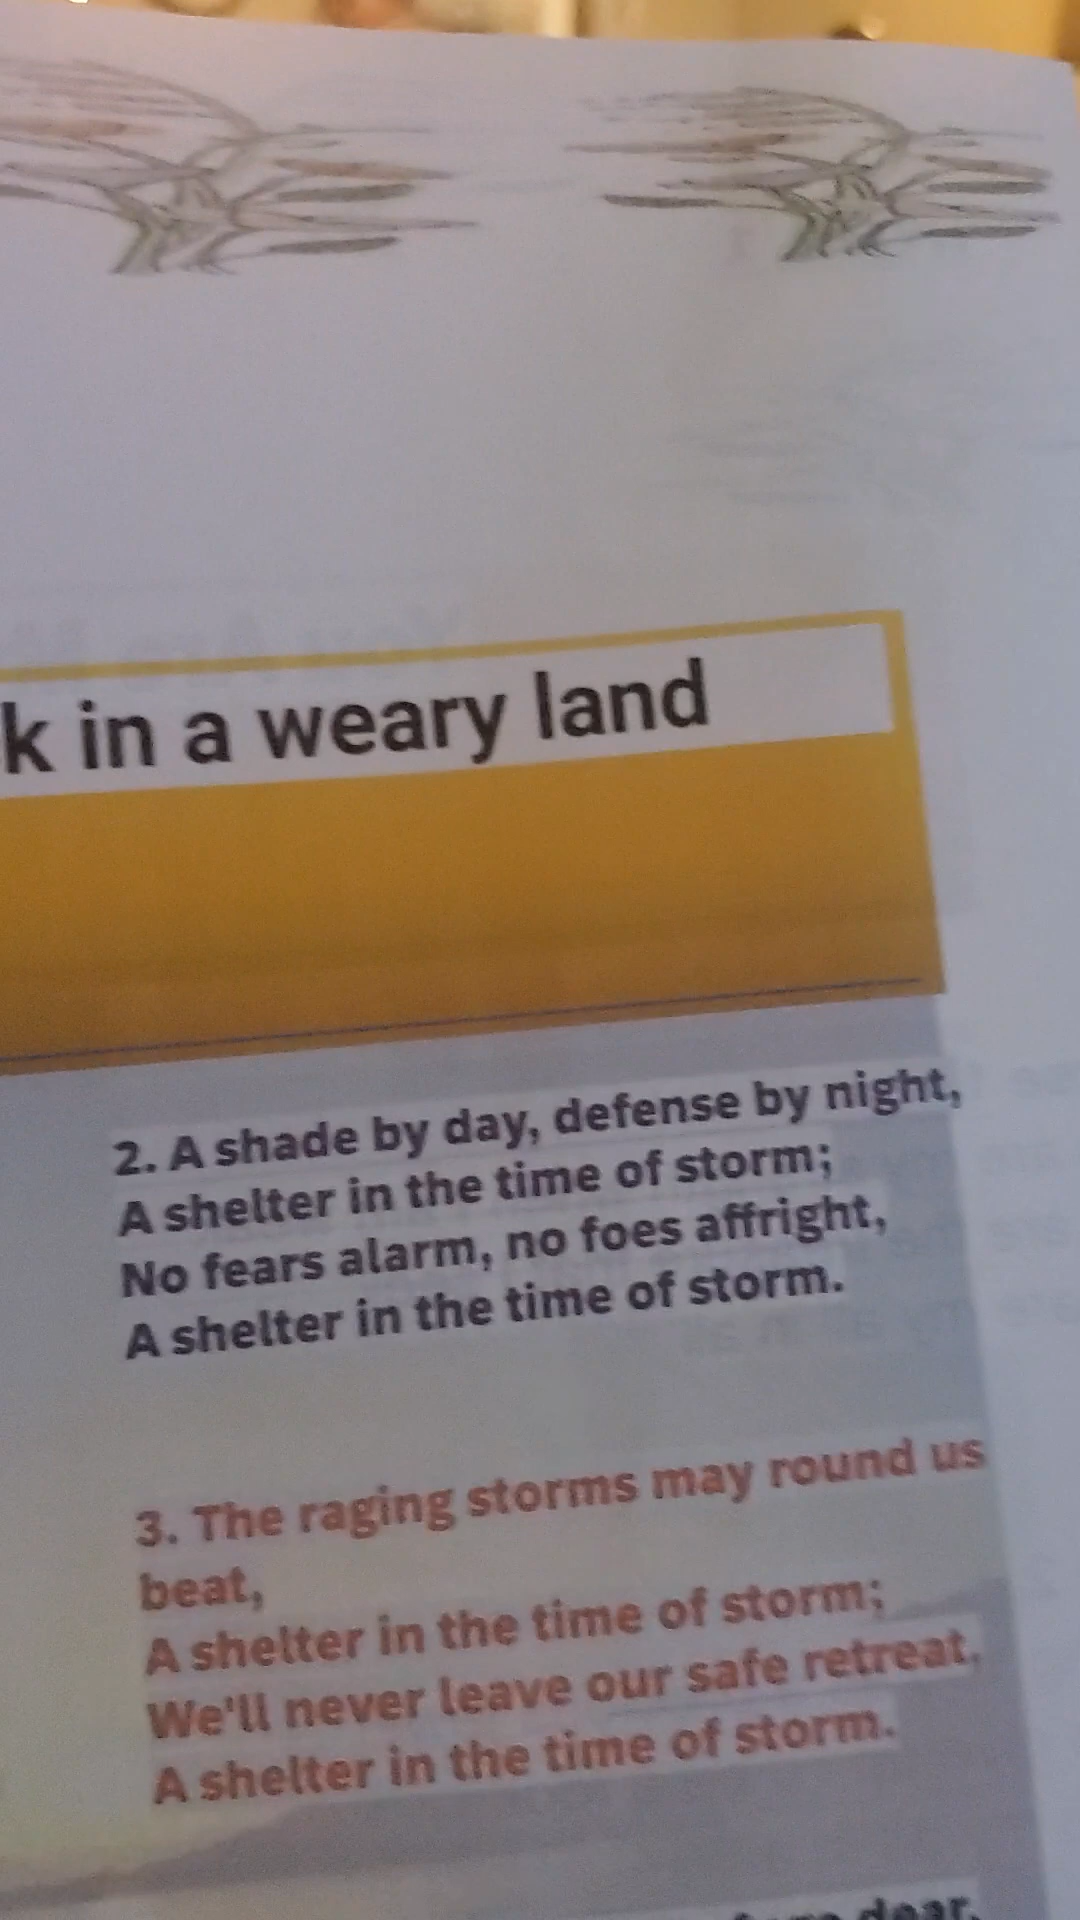 k in a weary land
2. A shade by day, defense by night,
A shelter in the time of storm;
No fears alarm, no foes affright,
A shelter in the time of storm.
3. The raging storms may round us
beat,
A shelter in the time of storm;
We'll never leave our safe retreat,
A shelter in the time of storm.
dear,